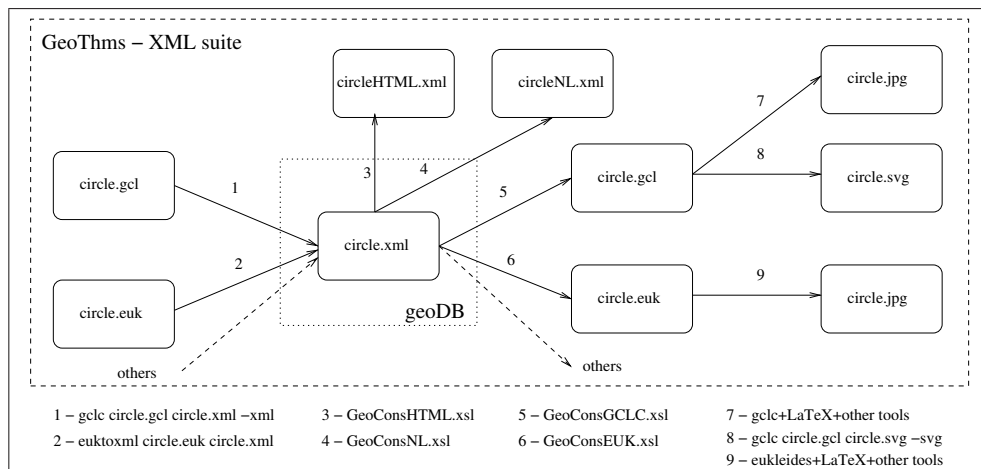 GeoThms – XML suite
circleHTML.xml
circleNL.xml
circle.jpg
7
3
4
8
circle.gcl
1
5
circle.gcl
circle.svg
circle.xml
2
6
9
circle.euk
geoDB
circle.euk
circle.jpg
others
others
1 – gclc circle.gcl circle.xml –xml
3 – GeoConsHTML.xsl
5 – GeoConsGCLC.xsl
7 – gclc+LaTeX+other tools
2 – euktoxml circle.euk circle.xml
4 – GeoConsNL.xsl
6 – GeoConsEUK.xsl
8 – gclc circle.gcl circle.svg –svg
9 – eukleides+LaTeX+other tools